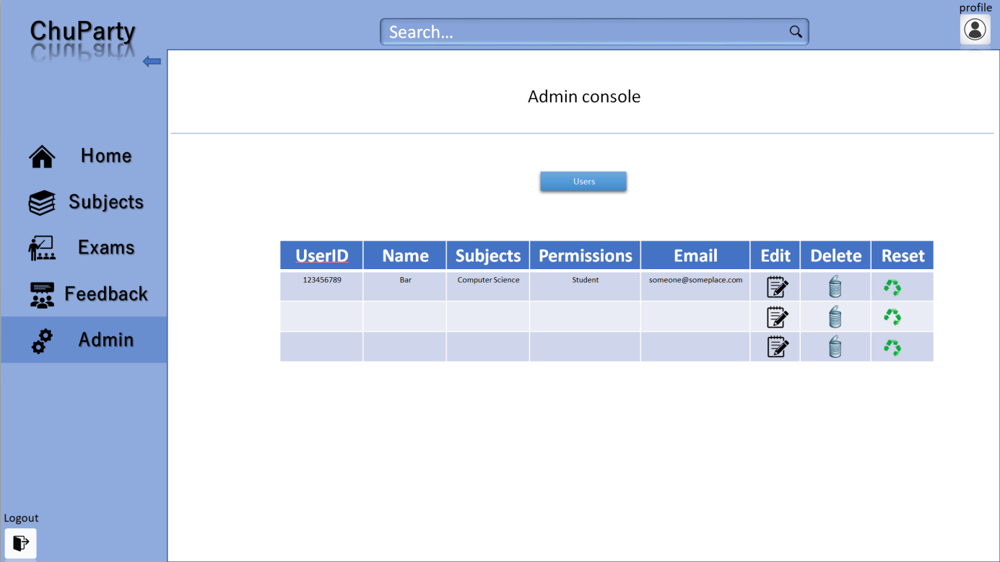 profile
ChuParty
Search...
Admin console
Home
Users
Subjects
Exams
UserID Name Subjects Permissions Email Edit Delete Reset
123456789 Bar Computer Science Student someone@someplace.com
Feedback
Admin
Logout